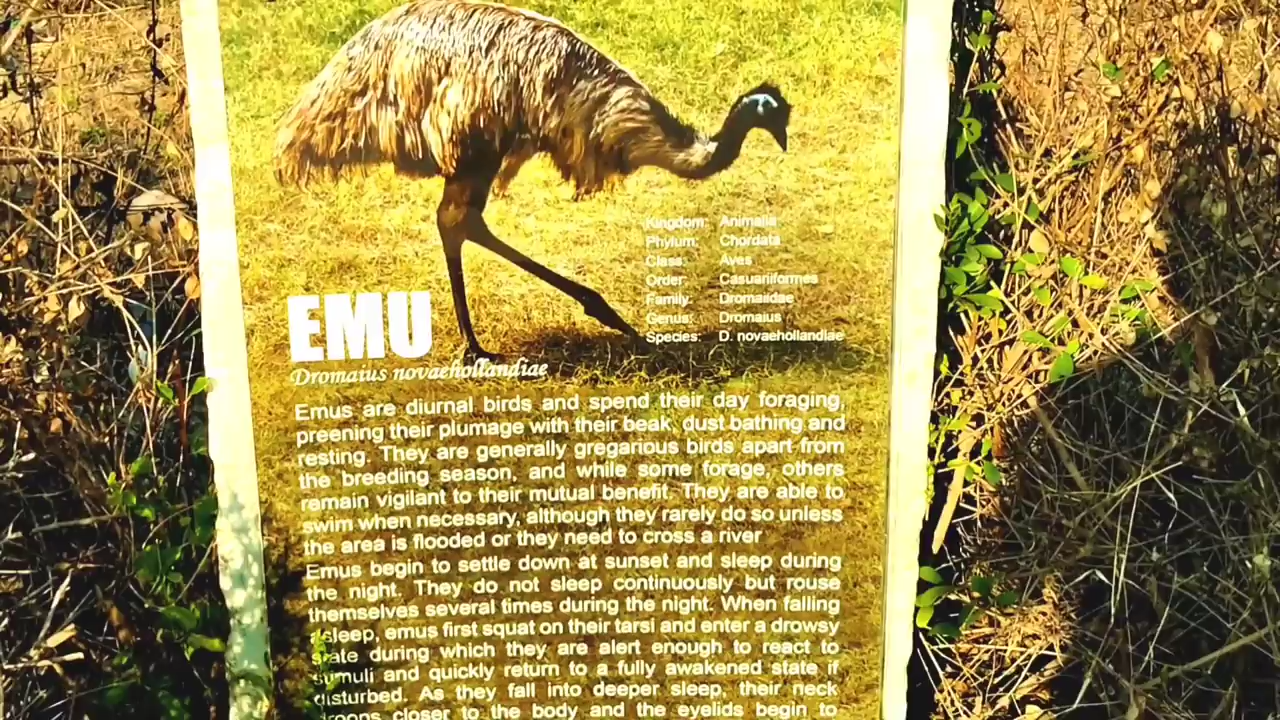 Kingdom: Animalia
Phylum: Chordata
Class: Aves
Order: Casuariiformes
Family: Dromaiidae
Genus: Dromaius
Species: D. novaehollandiae
EMU
Dromaius novaehollandiae
Emus are diurnal birds and spend their day foraging,
preening their plumage with their beak, dust bathing and
resting. They are generally gregarious birds apart from
the breeding season, and while some forage, others
remain vigilant to their mutual benefit. They are able to
swim when necessary, although they rarely do so unless
the area is flooded or they need to cross a river
Emus begin to settle down at sunset and sleep during
the night. They do not sleep continuously but rouse
themselves several times during the night. When falling
asleep, emus first squat on their tarsi and enter a drowsy
state during which they are alert enough to react to
stimuli and quickly return to a fully awakened state if
disturbed. As they fall into deeper sleep, their neck
droops closer to the body and the eyelids begin to